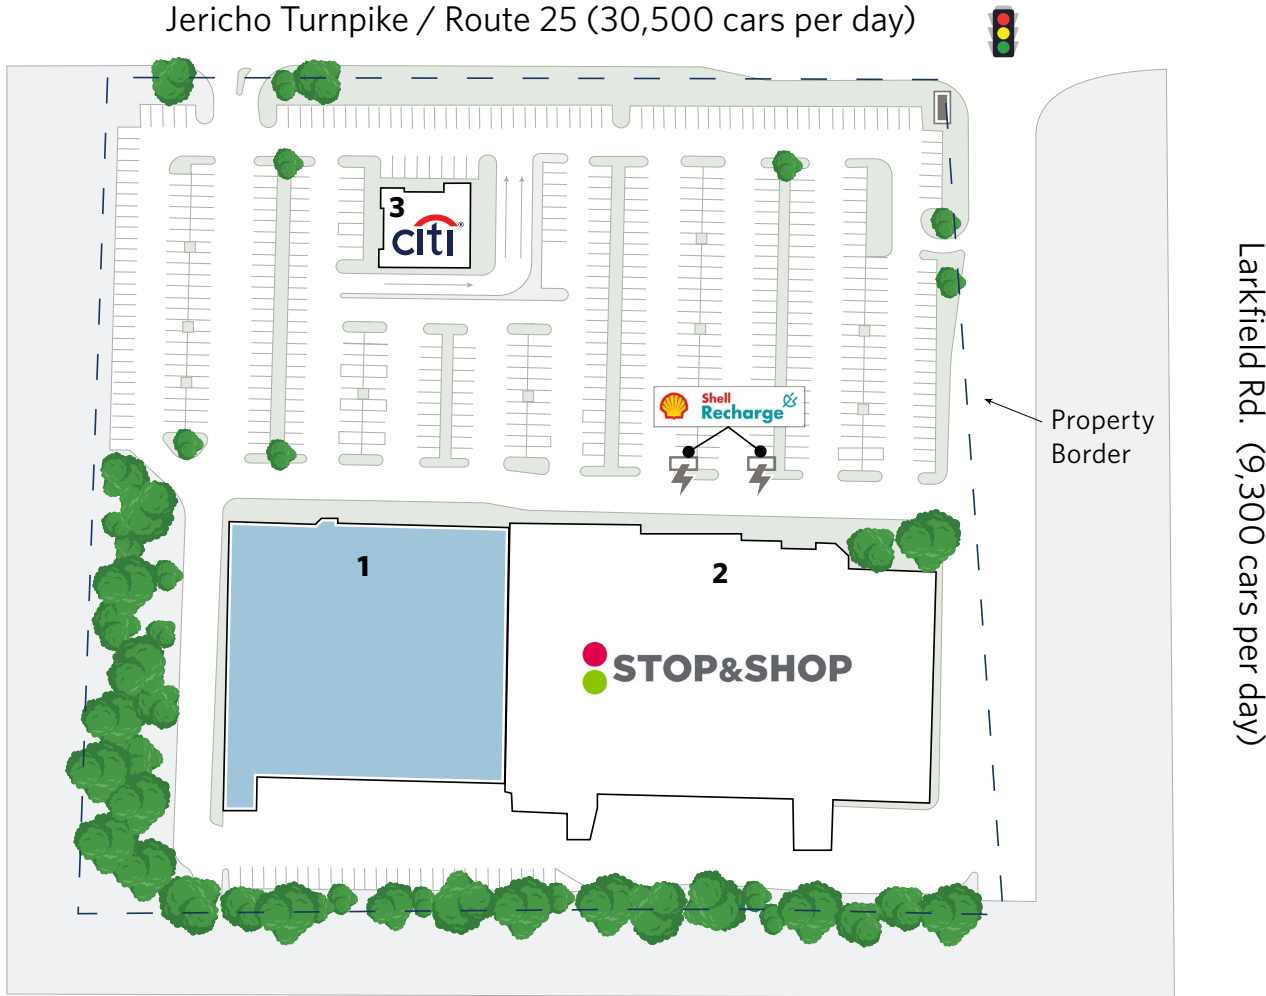 Jericho Turnpike / Route 25 (30,500 cars per day)
3
citi®
Shell
Recharge
Property
Border
Larkfield Rd. (9,300 cars per day)
1
2
STOP&SHOP